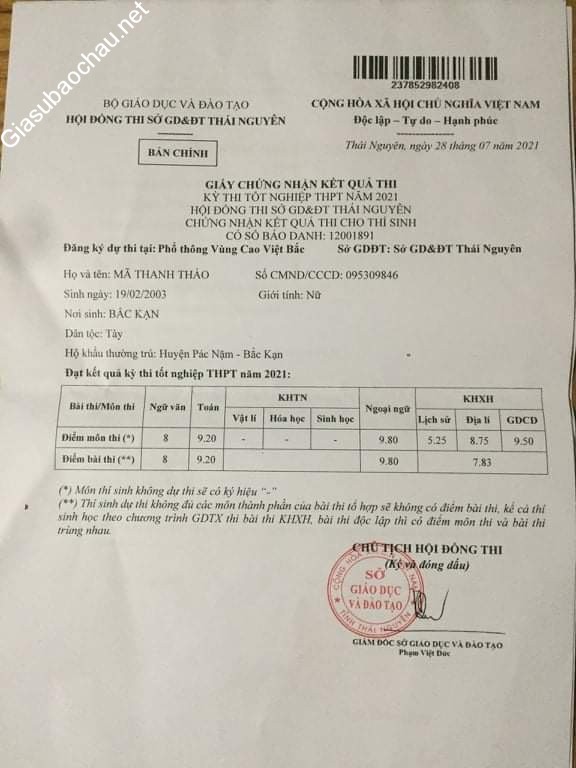 Giasubaochau.net
237852982408
BỘ GIÁO DỤC VÀ ĐÀO TẠO
HỘI ĐỒNG THI SỞ GD&ĐT THÁI NGUYÊN
BẢN CHÍNH
CỘNG HÒA XÃ HỘI CHỦ NGHĨA VIỆT NAM
Độc lập – Tự do – Hạnh phúc
Thái Nguyên, ngày 28 tháng 07 năm 2021
GIẤY CHỨNG NHẬN KẾT QUẢ THI
KỲ THI TỐT NGHIỆP THPT NĂM 2021
HỘI ĐỒNG THI SỞ GD&ĐT THÁI NGUYÊN
CHỨNG NHẬN KẾT QUẢ THI CHO THÍ SINH
CÓ SỐ BÁO DANH: 12001891
Đăng ký dự thi tại: Phổ thông Vùng Cao Việt Bắc Sở GDĐT: Sở GD&ĐT Thái Nguyên
Họ và tên: MÃ THANH THẢO Số CMND/CCCD: 095309846
Sinh ngày: 19/02/2003 Giới tính: Nữ
Nơi sinh: BẮC KẠN
Dân tộc: Tày
Hộ khẩu thường trú: Huyện Pác Nặm - Bắc Kạn
Đạt kết quả kỳ thi tốt nghiệp THPT năm 2021:
Bài thi/Môn thi Ngữ văn Toán KHTN Ngoại ngữ KHXH
Vật lí Hóa học Sinh học Lịch sử Địa lí GDCD
Điểm môn thi (*) 8 9.20 - - - 9.80 5.25 8.75 9.50
Điểm bài thi (**) 8 9.20 9.80 7.83
(*) Môn thí sinh không dự thi sẽ có ký hiệu "-"
(**) Thí sinh dự thi không đủ các môn thành phần của bài thi tổ hợp sẽ không có điểm bài thi, kể cả thí
sinh học theo chương trình GDTX thi bài thi KHXH, bài thi độc lập thì có điểm môn thi và bài thi
trùng nhau.
CHỦ TỊCH HỘI ĐỒNG THI
(Ký và đóng dấu)
SỞ
GIÁO DỤC
VÀ ĐÀO TẠO
TỈNH THÁI NGUYÊN
GIÁM ĐỐC SỞ GIÁO DỤC VÀ ĐÀO TẠO
Phạm Việt Đức